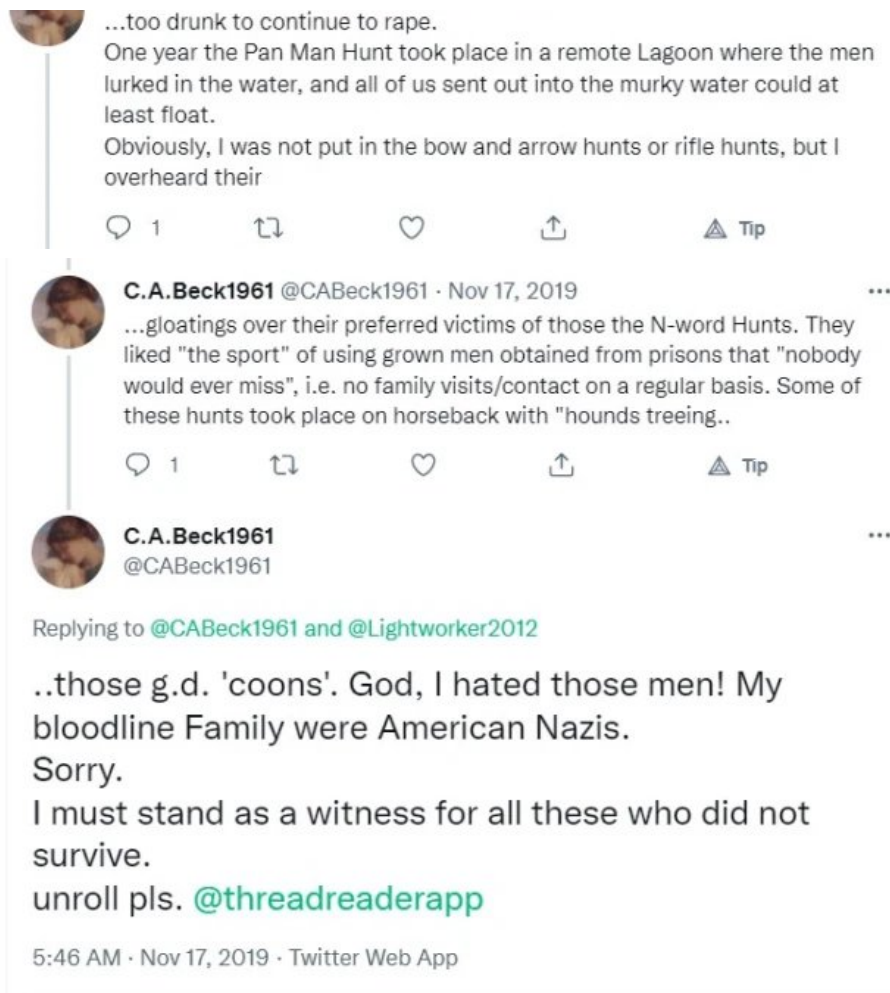 ...too drunk to continue to rape.
One year the Pan Man Hunt took place in a remote Lagoon where the men
lurked in the water, and all of us sent out into the murky water could at
least float.
Obviously, I was not put in the bow and arrow hunts or rifle hunts, but I
overheard their
1 Tip
C.A.Beck1961 @CABeck1961 · Nov 17, 2019
...gloatings over their preferred victims of those the N-word Hunts. They
liked "the sport" of using grown men obtained from prisons that "nobody
would ever miss", i.e. no family visits/contact on a regular basis. Some of
these hunts took place on horseback with "hounds treeing..
1 Tip
C.A.Beck1961
@CABeck1961
Replying to @CABeck1961 and @Lightworker2012
..those g.d. 'coons'. God, I hated those men! My
bloodline Family were American Nazis.
Sorry.
I must stand as a witness for all these who did not
survive.
unroll pls. @threadreaderapp
5:46 AM · Nov 17, 2019 · Twitter Web App